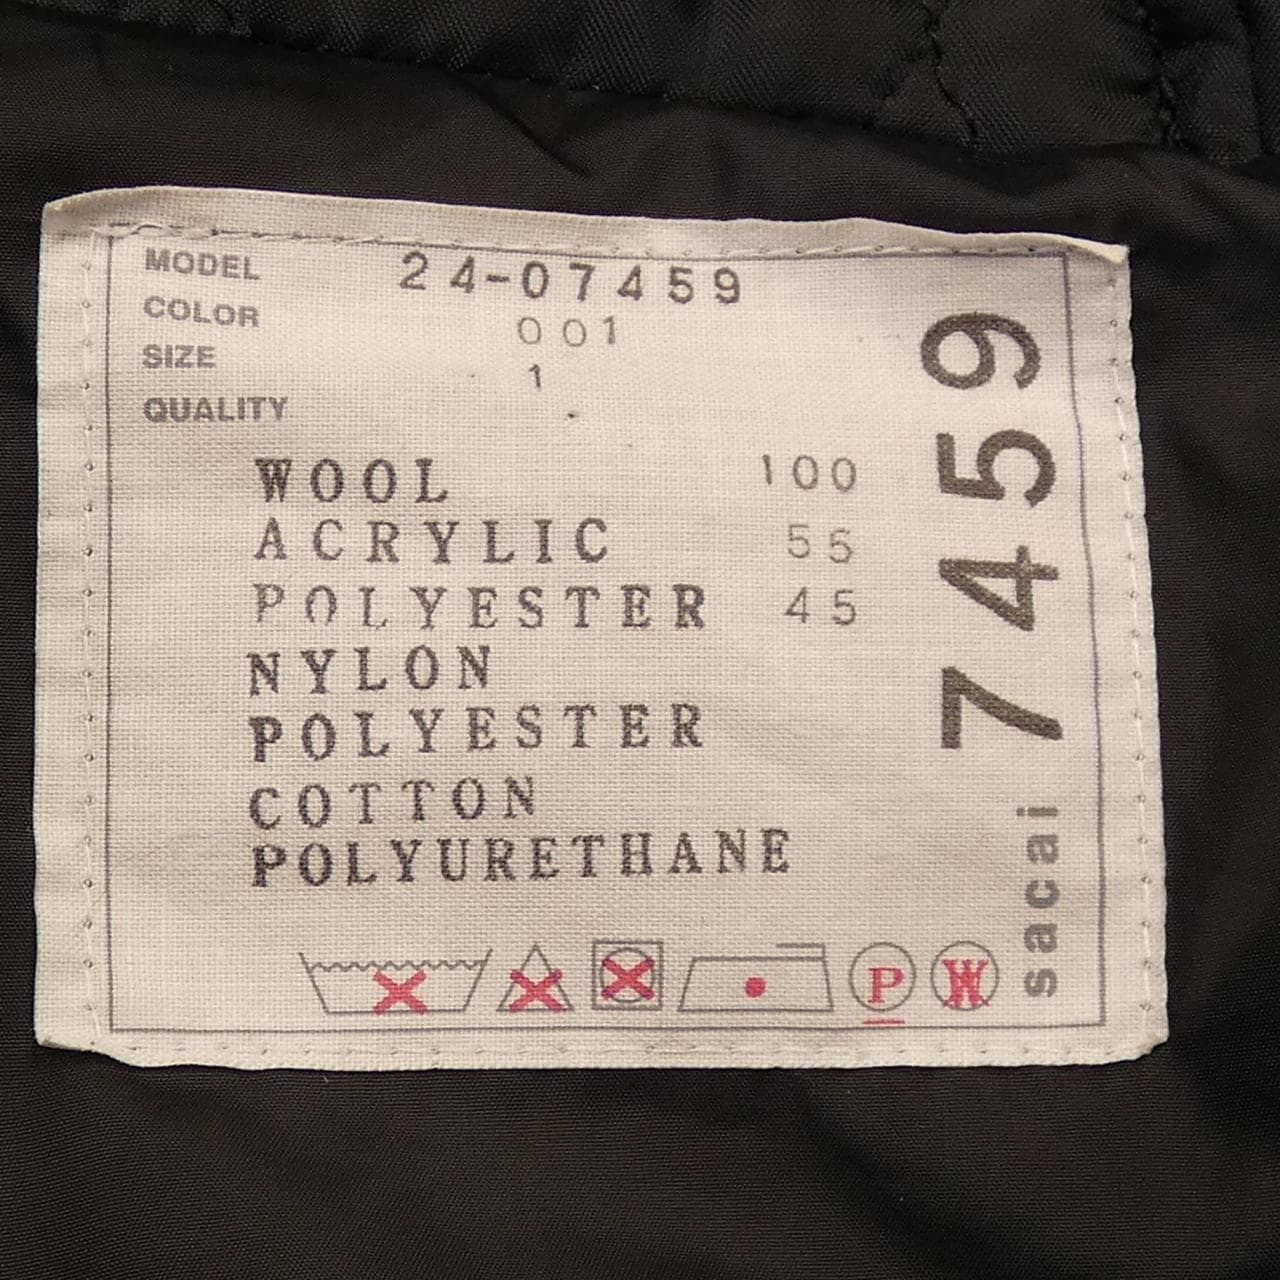 MODEL 24-07459
COLOR 001
SIZE 1
QUALITY
WOOL 100
ACRYLIC 55
POLYESTER 45
NYLON
POLYESTER
COTTON
POLYURETHANE
P W
sacai 7459